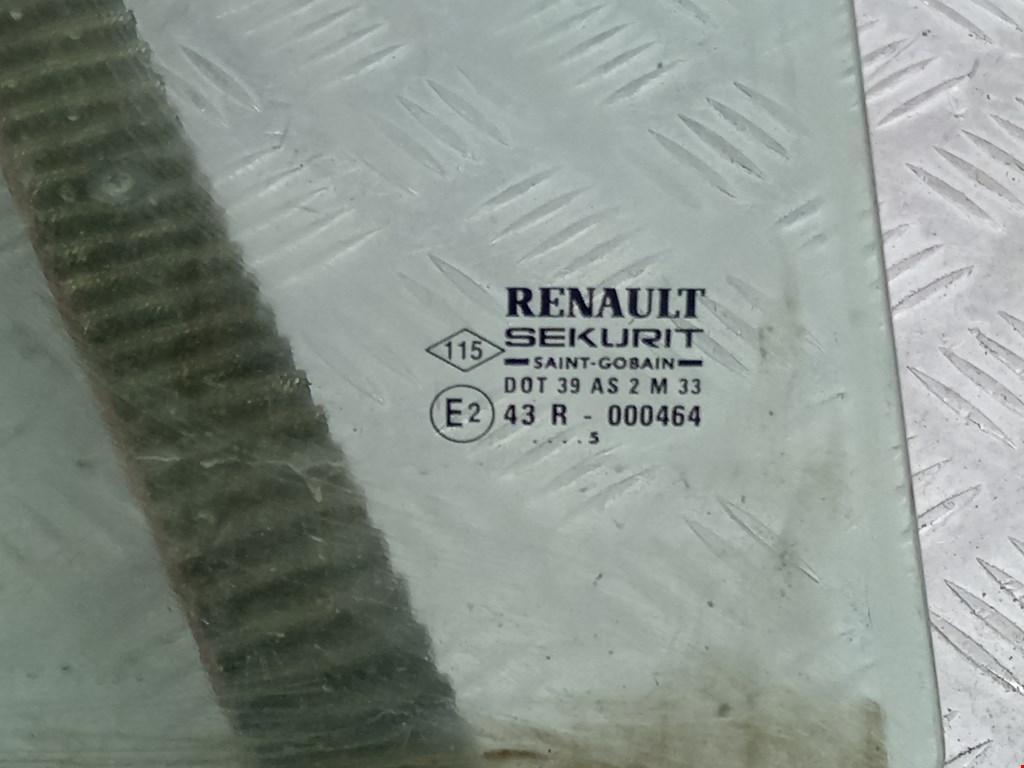 RENAULT
115
SEKURIT
SAINT-GOBAIN
DOT 39 AS 2 M 33
E2
43 R - 000464
....5